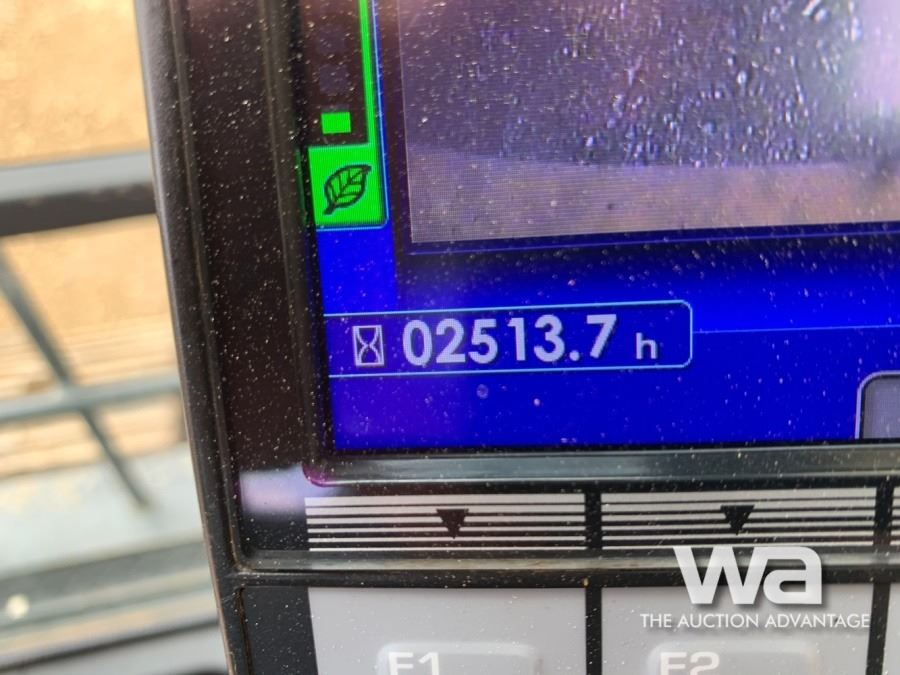 02513.7 h
wa
THE AUCTION ADVANTAGE
F1 F2